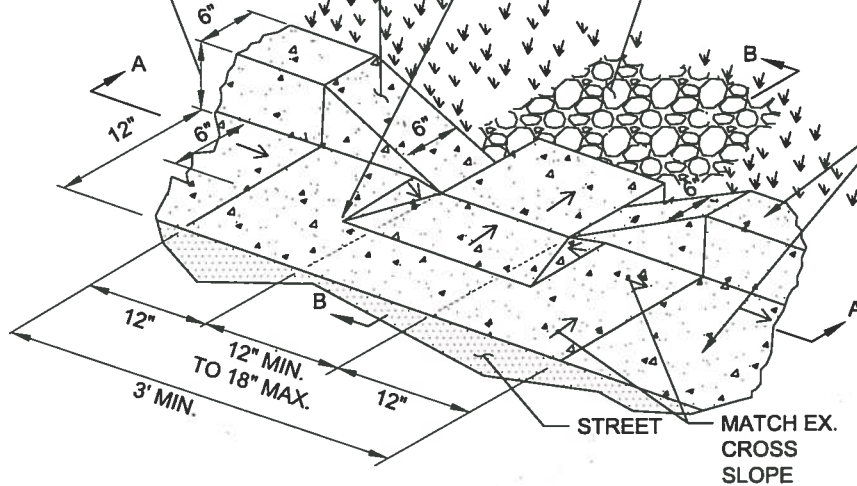 6"
A
B
12"
6"
6"
6"
12"
B
12" MIN.
TO 18" MAX.
12"
3' MIN.
A
STREET
MATCH EX.
CROSS
SLOPE